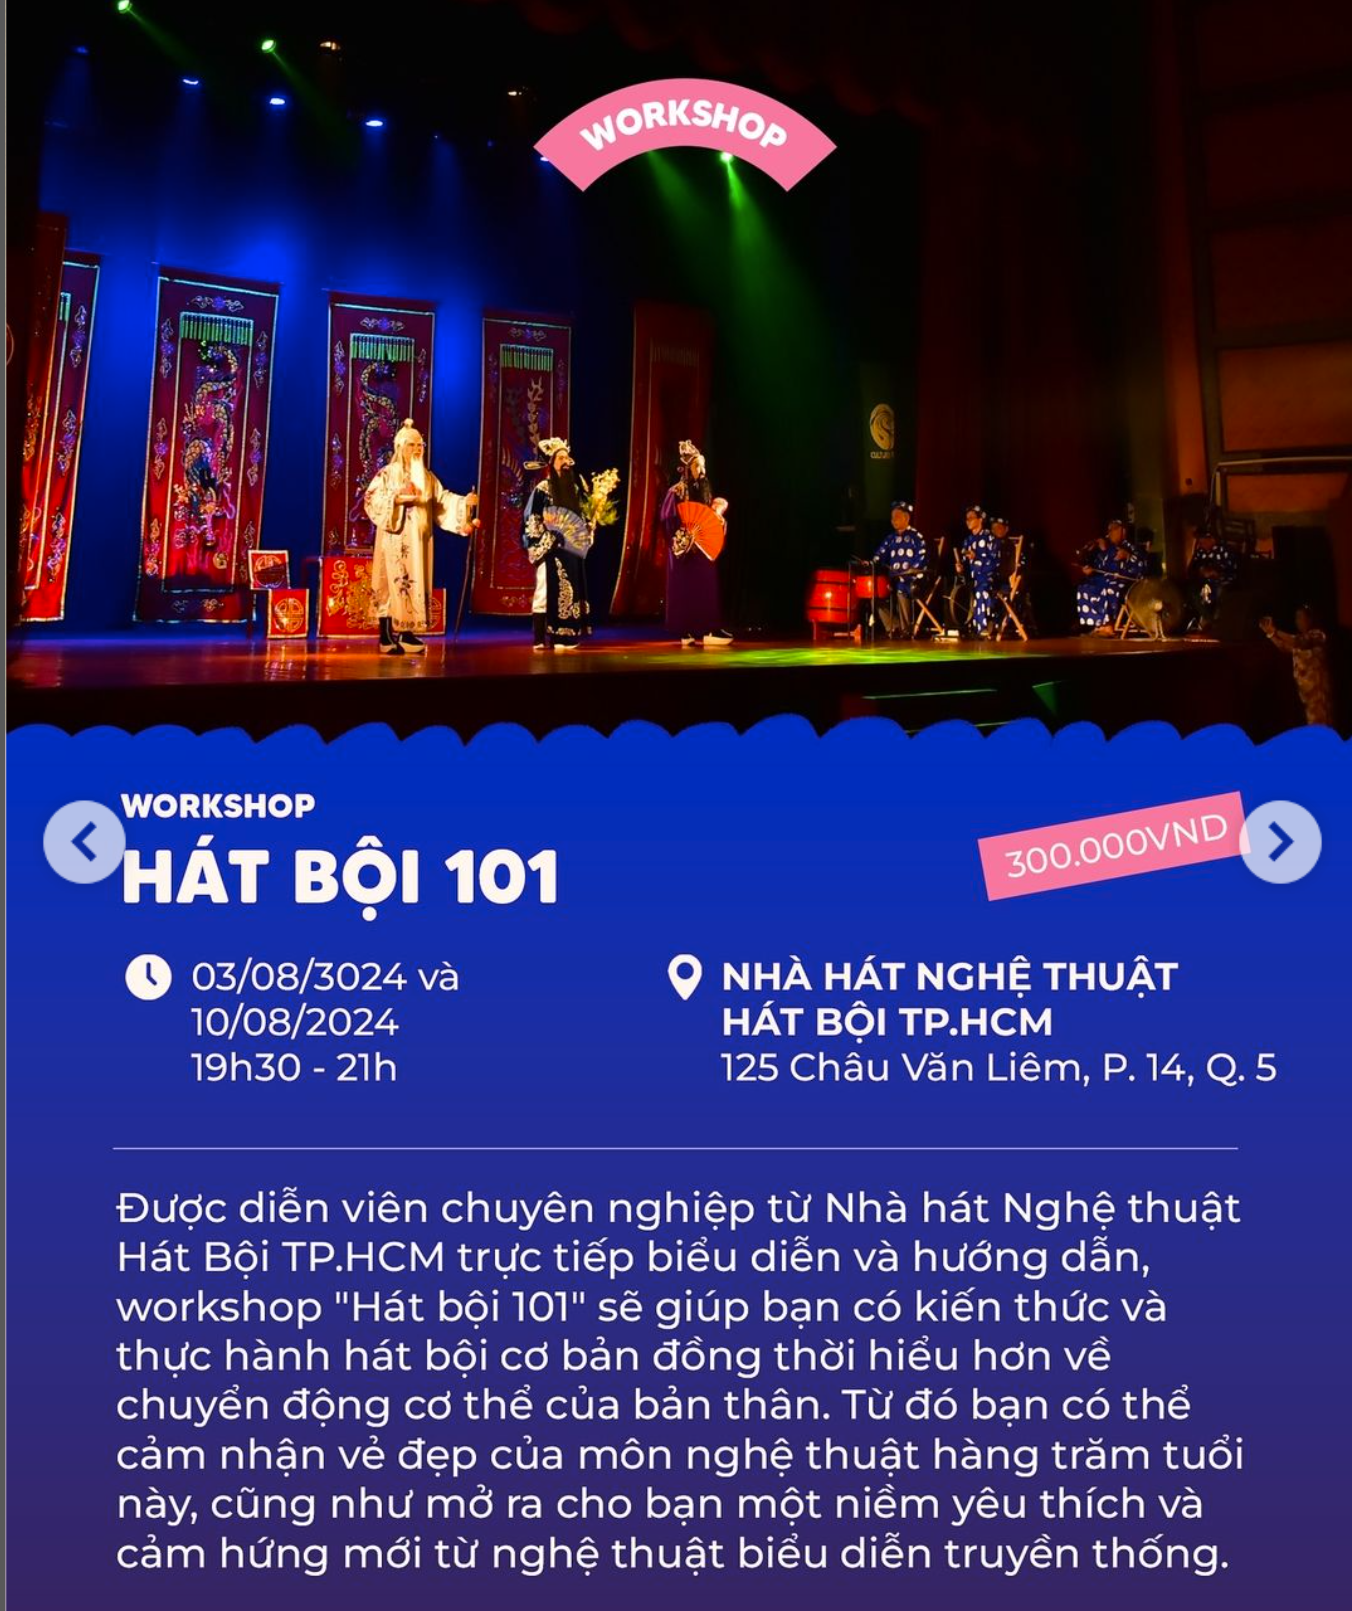 WORKSHOP
WORKSHOP
HÁT BỘI 101
300.000VND
03/08/3024 và
10/08/2024
19h30 - 21h
NHÀ HÁT NGHỆ THUẬT
HÁT BỘI TP.HCM
125 Châu Văn Liêm, P. 14, Q. 5
Được diễn viên chuyên nghiệp từ Nhà hát Nghệ thuật
Hát Bội TP.HCM trực tiếp biểu diễn và hướng dẫn,
workshop "Hát bội 101" sẽ giúp bạn có kiến thức và
thực hành hát bội cơ bản đồng thời hiểu hơn về
chuyển động cơ thể của bản thân. Từ đó bạn có thể
cảm nhận vẻ đẹp của môn nghệ thuật hàng trăm tuổi
này, cũng như mở ra cho bạn một niềm yêu thích và
cảm hứng mới từ nghệ thuật biểu diễn truyền thống.